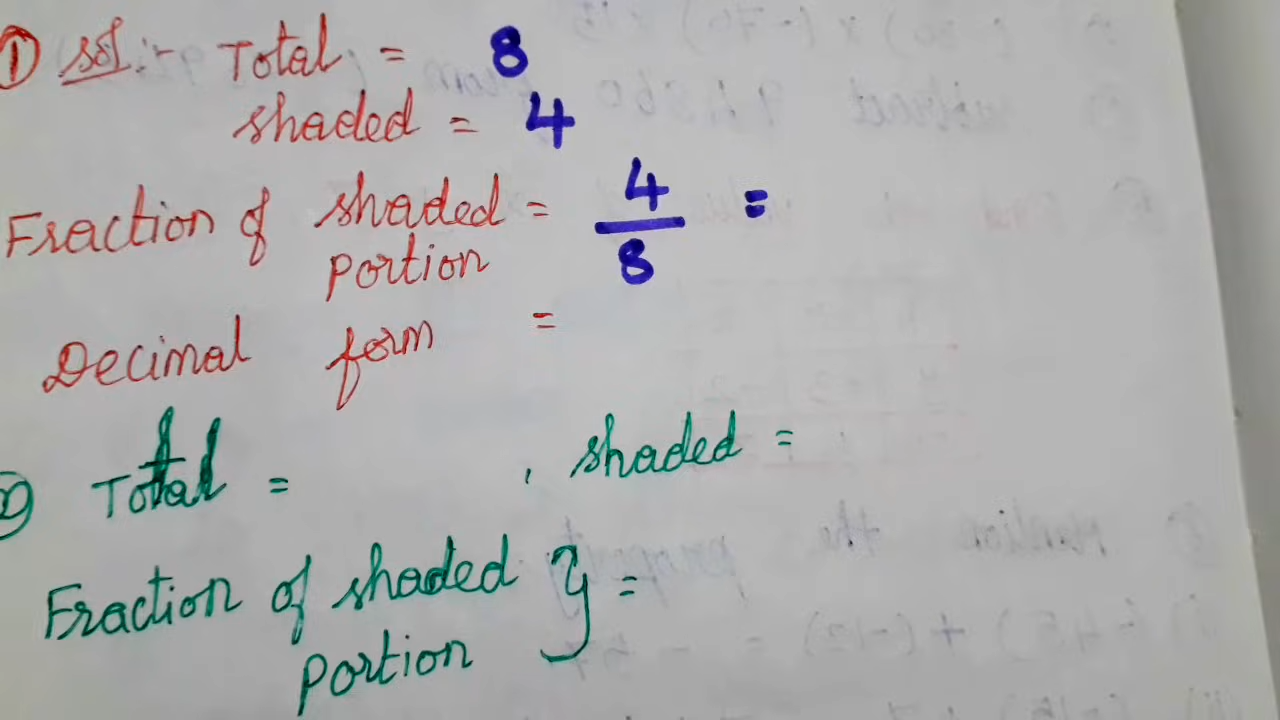 ① Sol :- Total = 8
shaded = 4
Fraction of shaded portion = 4/8 =
Decimal form =
② Total = , shaded =
Fraction of shaded portion } =